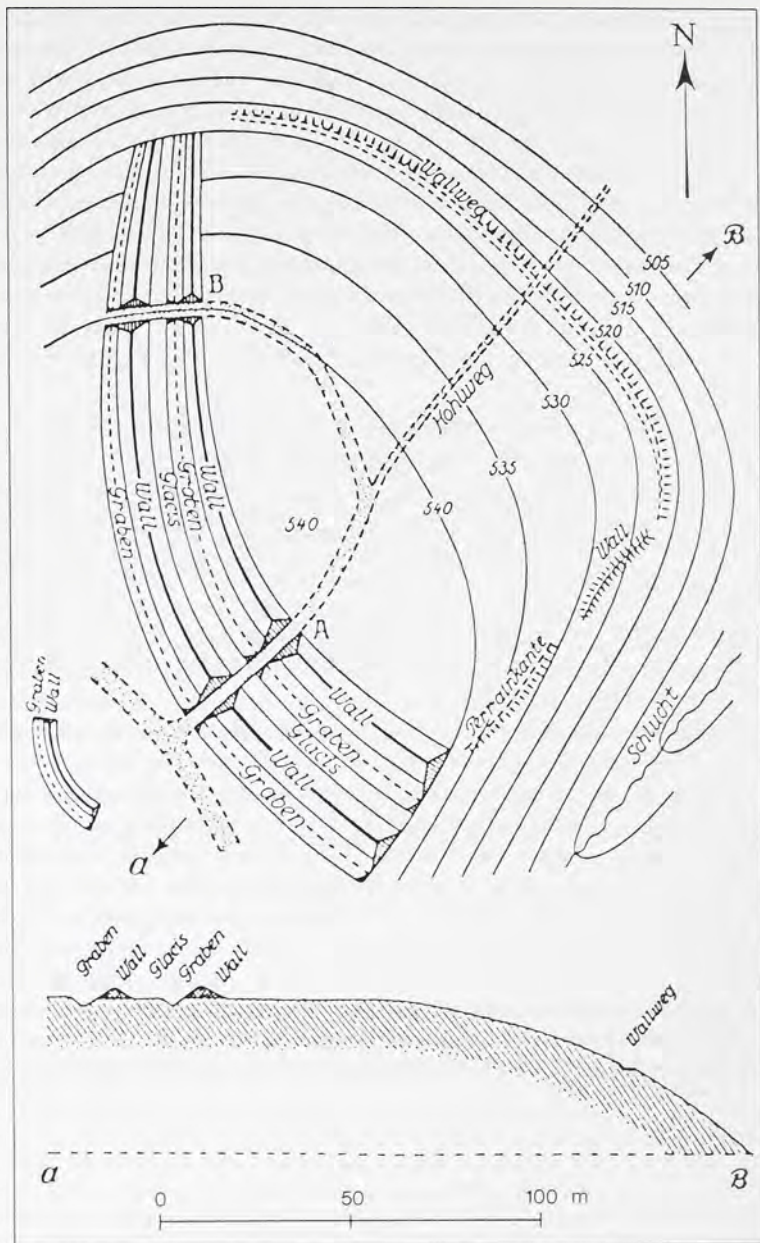 N
Wallweg
B
505
510
515
520
525
530
535
540
B
Hohlweg
540
Graben
Wall
Glacis
Graben
Wall
A
Wall
Graben
Glacis
Wall
Graben
Graben
Wall
a
Wall
Terrainkante
Schlucht
Graben
Wall
Glacis
Graben
Wall
Wallweg
a
B
0 50 100 m